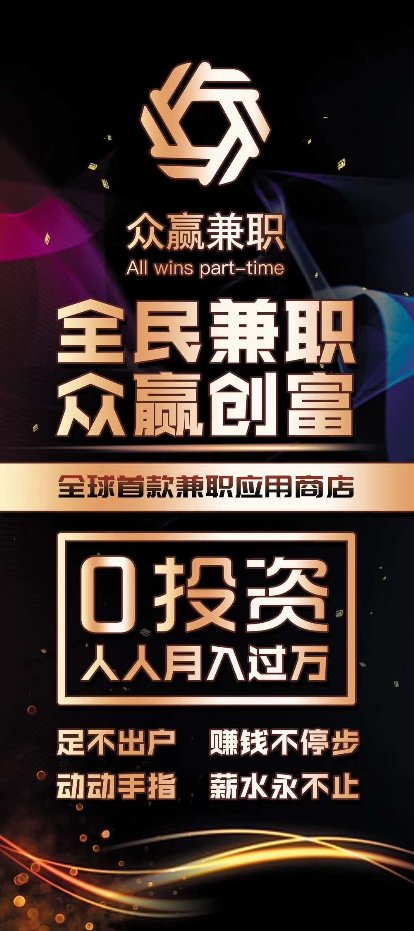 众赢兼职
All wins part-time
全民兼职
众赢创富
全球首款兼职应用商店
0投资
人人月入过万
足不出户 赚钱不停步
动动手指 薪水永不止